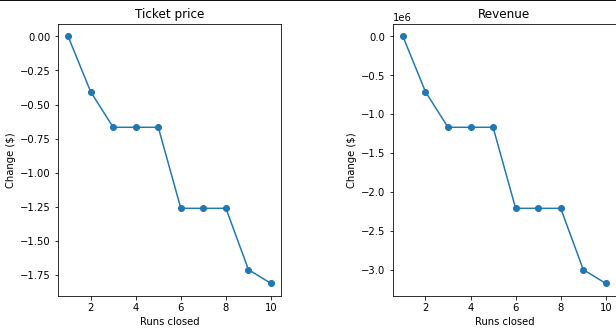 Ticket price
0.00
−0.25
−0.50
−0.75
−1.00
−1.25
−1.50
−1.75
Change ($)
2 4 6 8 10
Runs closed
Revenue
1e6
0.0
−0.5
−1.0
−1.5
−2.0
−2.5
−3.0
Change ($)
2 4 6 8 10
Runs closed